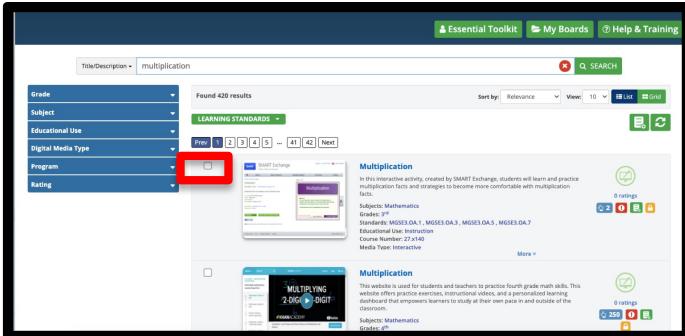 Essential Toolkit My Boards Help & Training
Title/Description multiplication SEARCH
Grade
Subject
Educational Use
Digital Media Type
Program
Rating
Found 420 results Sort by: Relevance View: 10 List Grid
LEARNING STANDARDS
Prev 1 2 3 4 5 ... 41 42 Next
SMART Exchange
Multiplication
Multiplication
In this interactive activity, created by SMART Exchange, students will learn and practice
multiplication facts and strategies to become more comfortable with multiplication
facts.
Subjects: Mathematics
Grades: 3rd
Standards: MGSE3.OA.1 , MGSE3.OA.3 , MGSE3.OA.5 , MGSE3.OA.7
Educational Use: Instruction
Course Number: 27.x140
Media Type: Interactive
More
0 ratings
2
MULTIPLYING
2-DIGIT -DIGIT
KHANACADEMY
Multiplication
This website is used for students and teachers to practice fourth grade math skills. This
website offers practice exercises, instructional videos, and a personalized learning
dashboard that empowers learners to study at their own pace in and outside of the
classroom.
Subjects: Mathematics
Grades: 4th
0 ratings
250